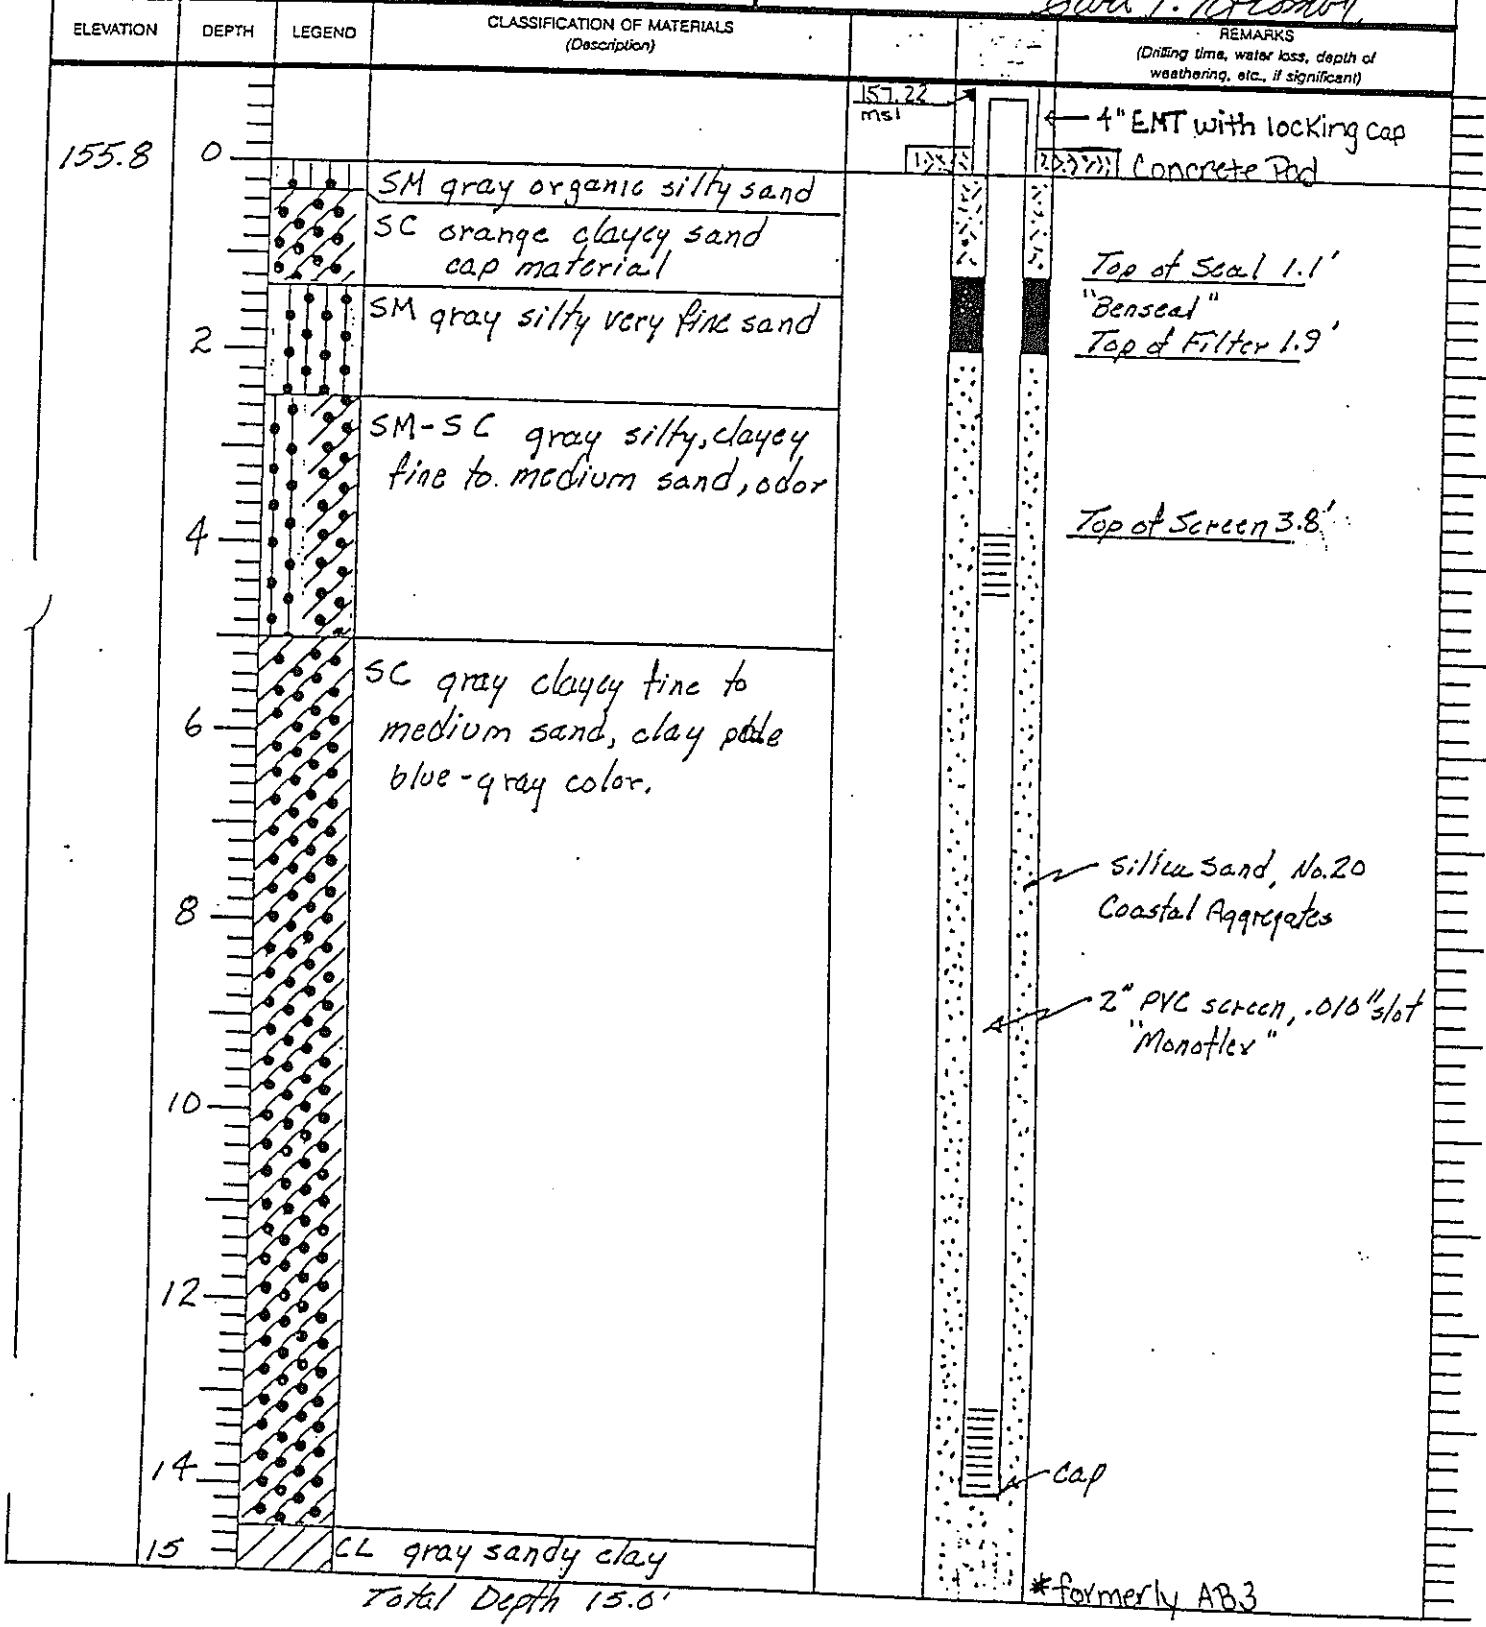 ELEVATION
DEPTH
LEGEND
CLASSIFICATION OF MATERIALS
(Description)
REMARKS
(Drilling time, water loss, depth of
weathering, etc., if significant)
157.22
msl
4" EMT with locking cap
155.8
0
Concrete Pad
SM gray organic silty sand
SC orange clayey sand
cap material
Top of Seal 1.1'
"Benseal"
SM gray silty very fine sand
2
Top of Filter 1.9'
SM-SC gray silty, clayey
fine to medium sand, odor
4
Top of Screen 3.8'
SC gray clayey fine to
6
medium sand, clay
blue-gray color.
Silica Sand, No.20
8
Coastal Aggregates
2" PVC screen, .010" slot
"Monoflex"
10
12
14
cap
15
CL gray sandy clay
Total Depth 15.0'
*formerly AB3